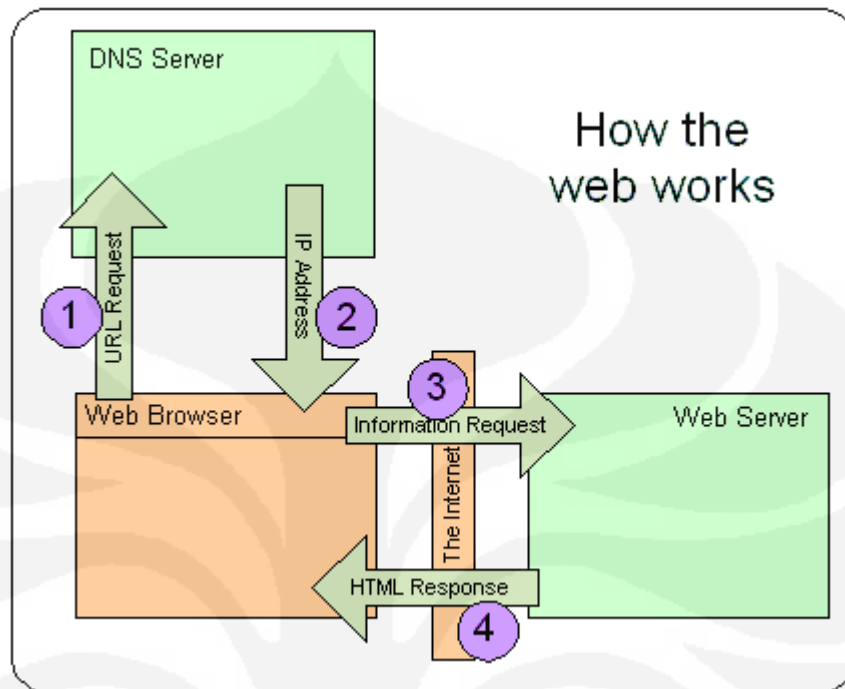 DNS Server
How the
web works
1
URL Request
IP Address
2
3
Web Browser
Information Request
Web Server
The Internet
HTML Response
4